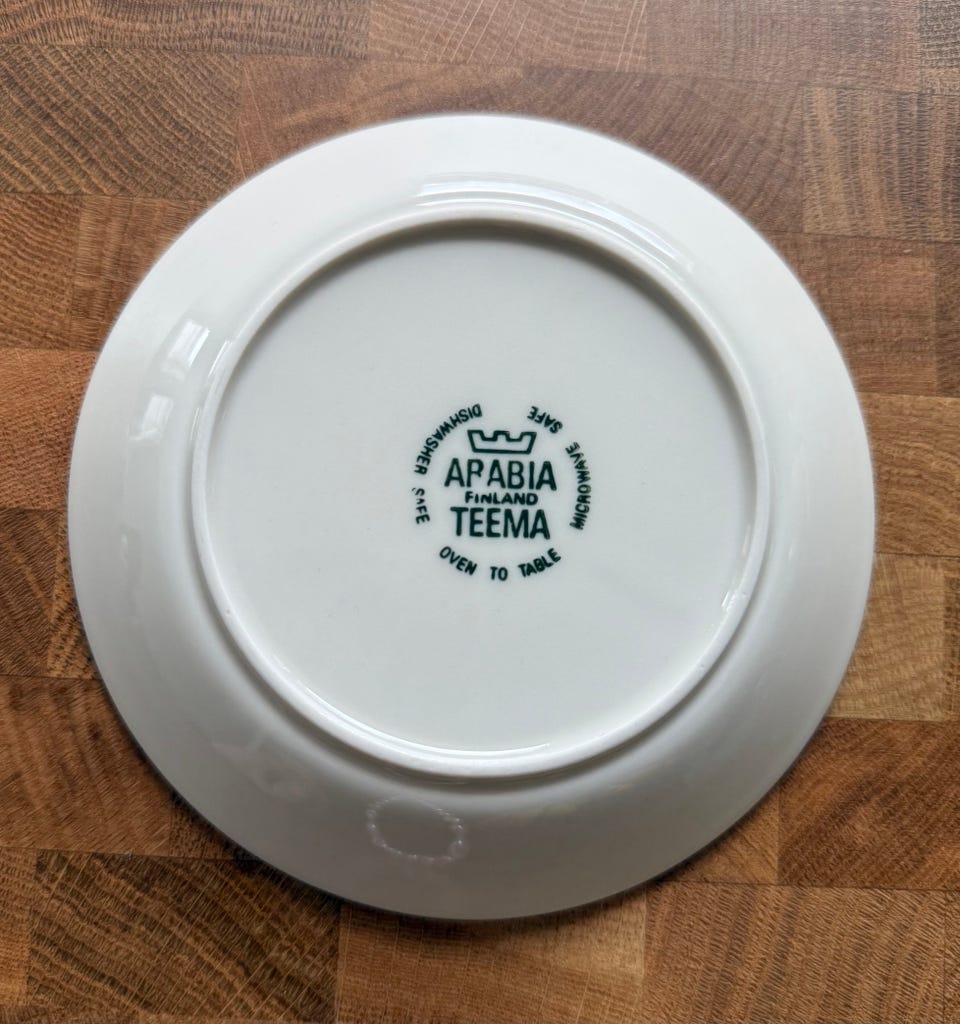 DISHWASHER SAFE
MICROWAVE SAFE
ARABIA
FINLAND
TEEMA
OVEN TO TABLE